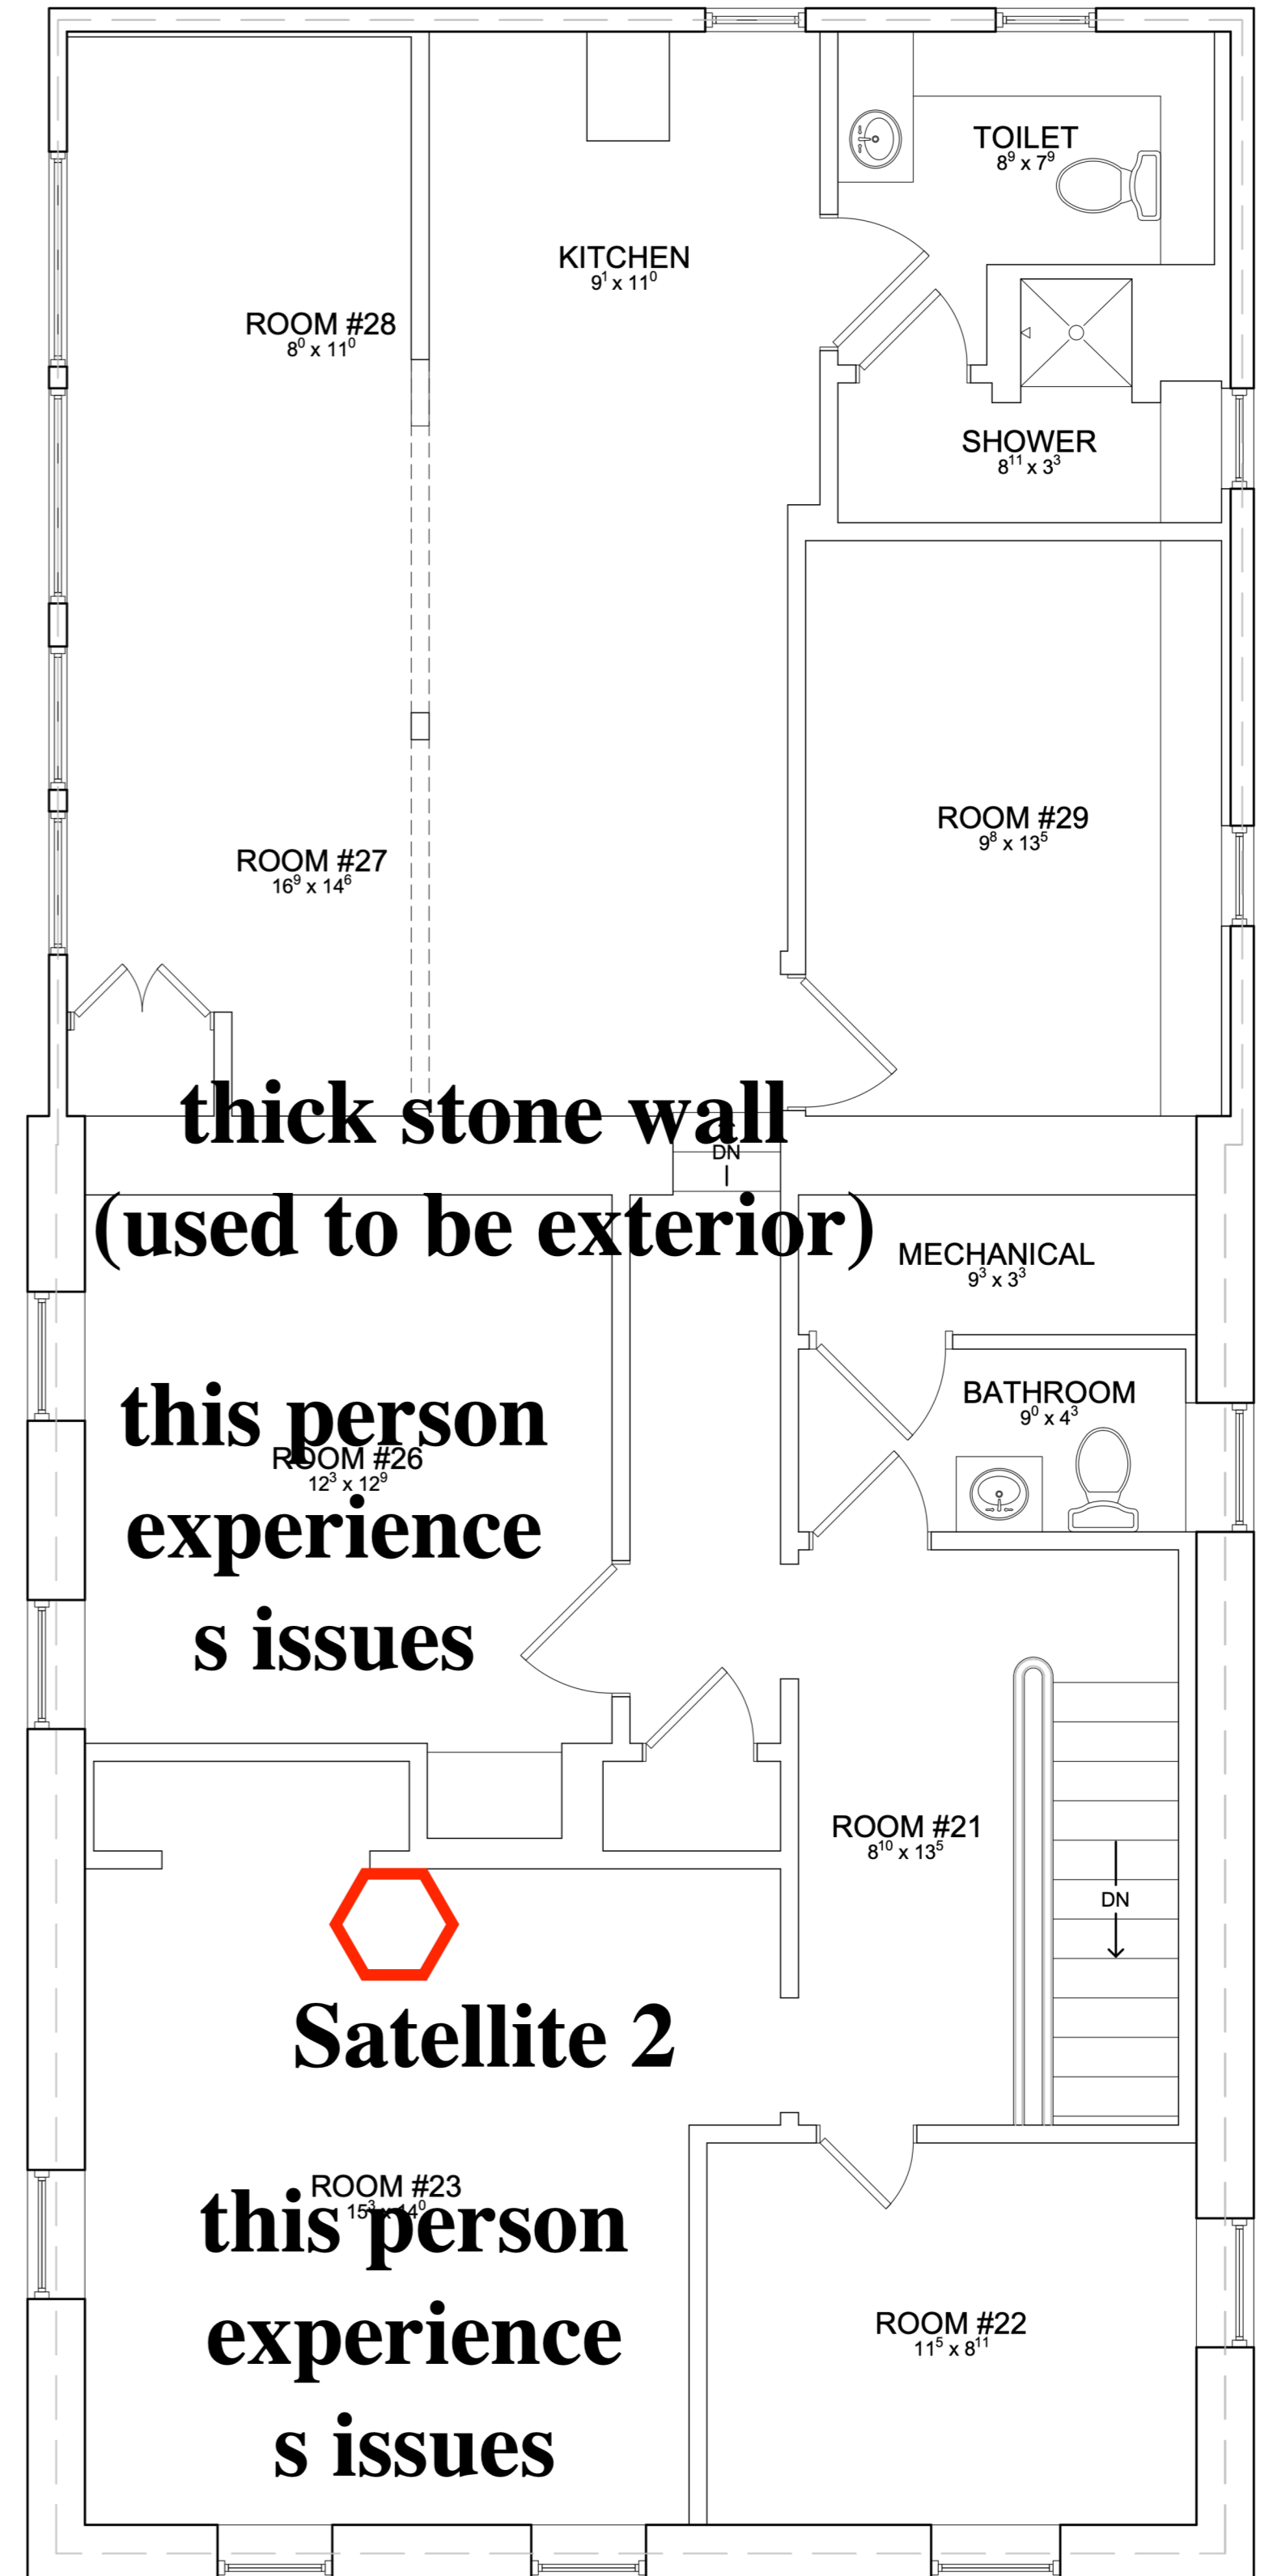 TOILET
8⁹ x 7⁹
KITCHEN
9¹ x 11⁰
ROOM #28
8⁰ x 11⁰
SHOWER
8¹¹ x 3³
ROOM #29
9⁸ x 13⁵
ROOM #27
16⁹ x 14⁶
thick stone wall
DN
(used to be exterior)
MECHANICAL
9³ x 3³
BATHROOM
9⁰ x 4³
this person
ROOM #26
12³ x 12⁹
experience
s issues
ROOM #21
8¹⁰ x 13⁵
DN
Satellite 2
ROOM #23
15³ x 14⁰
this person
experience
s issues
ROOM #22
11⁵ x 8¹¹